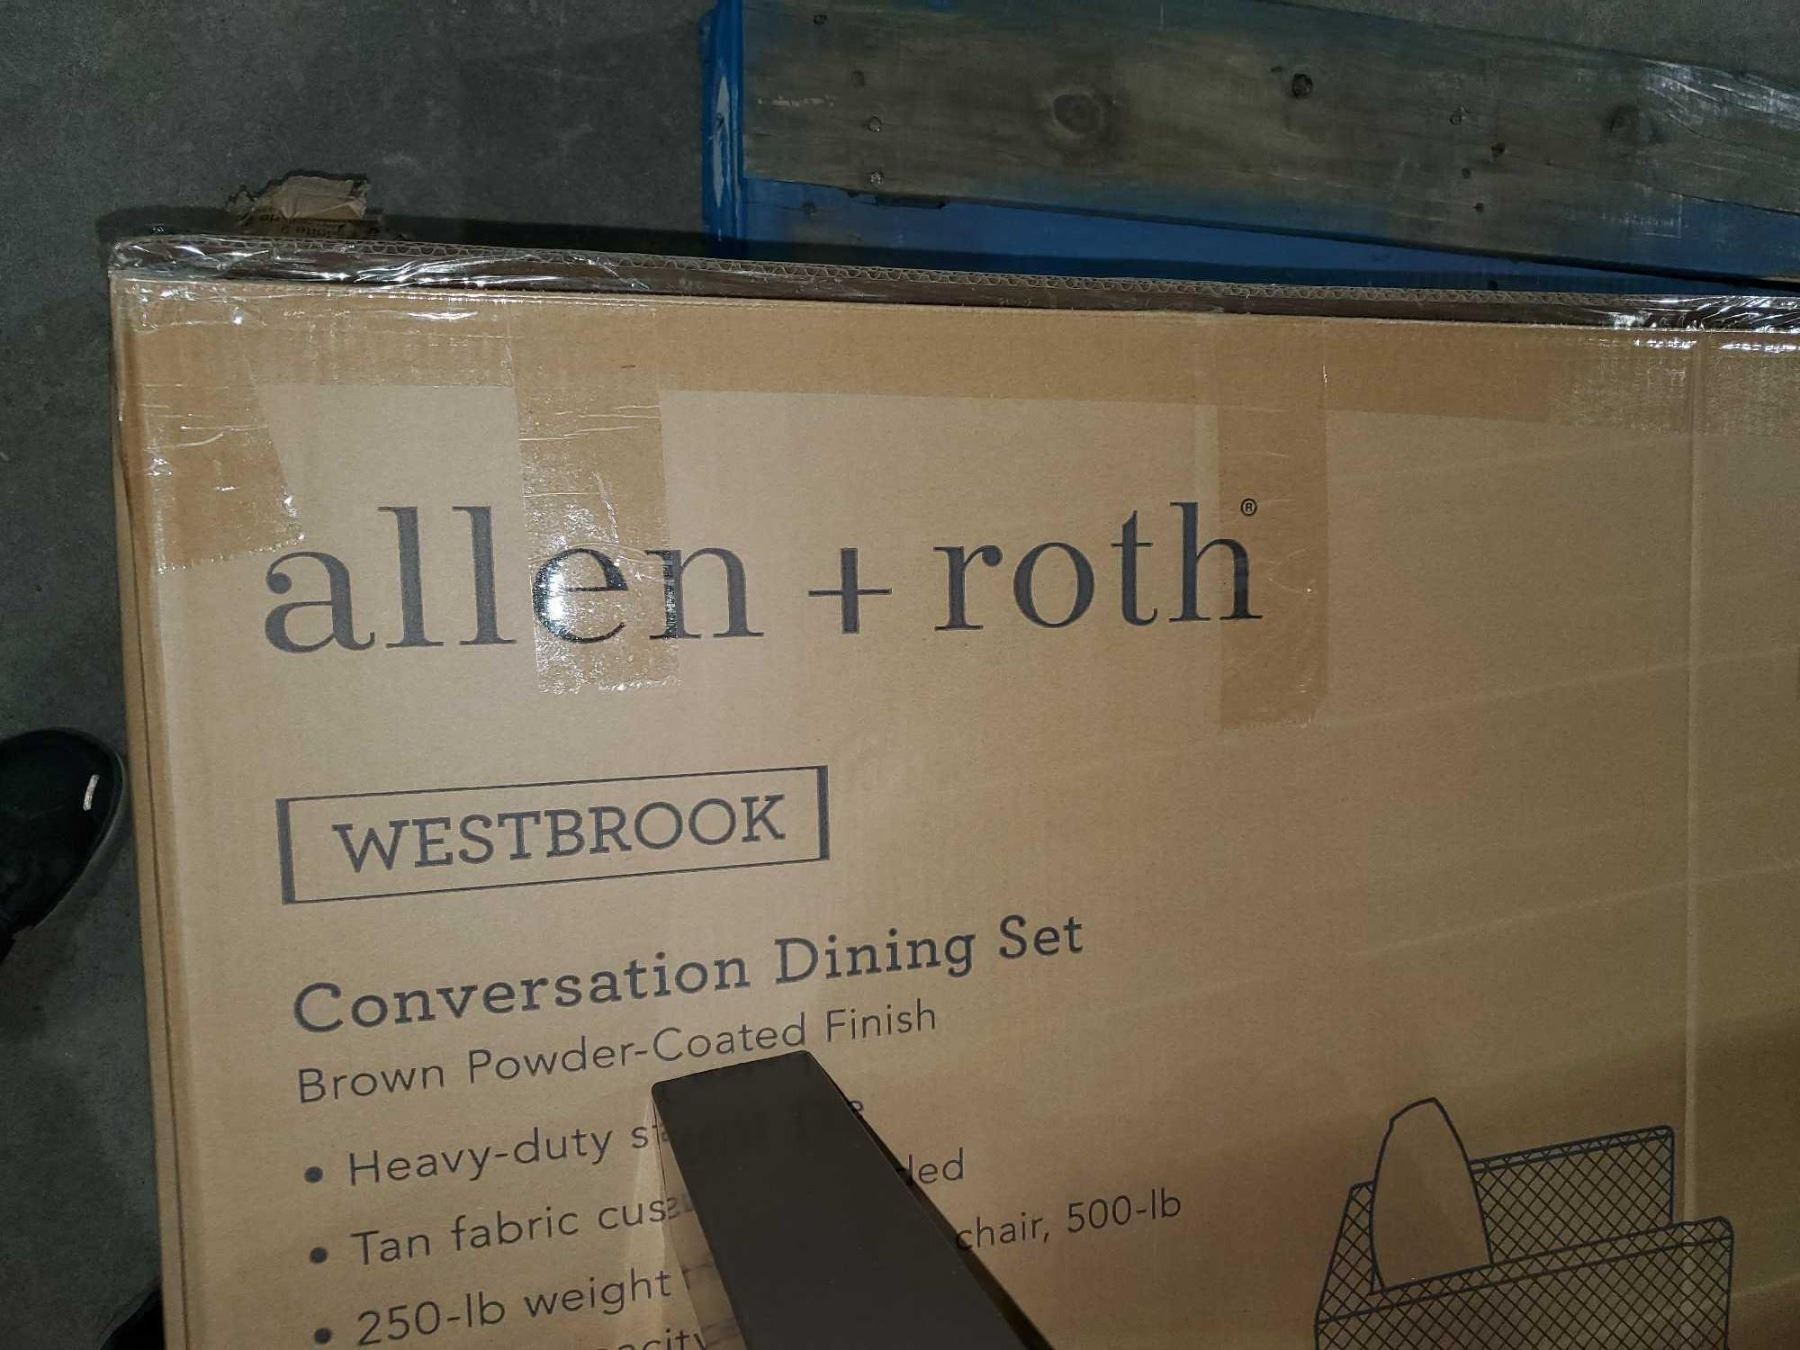 allen + roth®
WESTBROOK
Conversation Dining Set
Brown Powder-Coated Finish
• Heavy-duty
• Tan fabric
• 250-lb weight chair, 500-lb